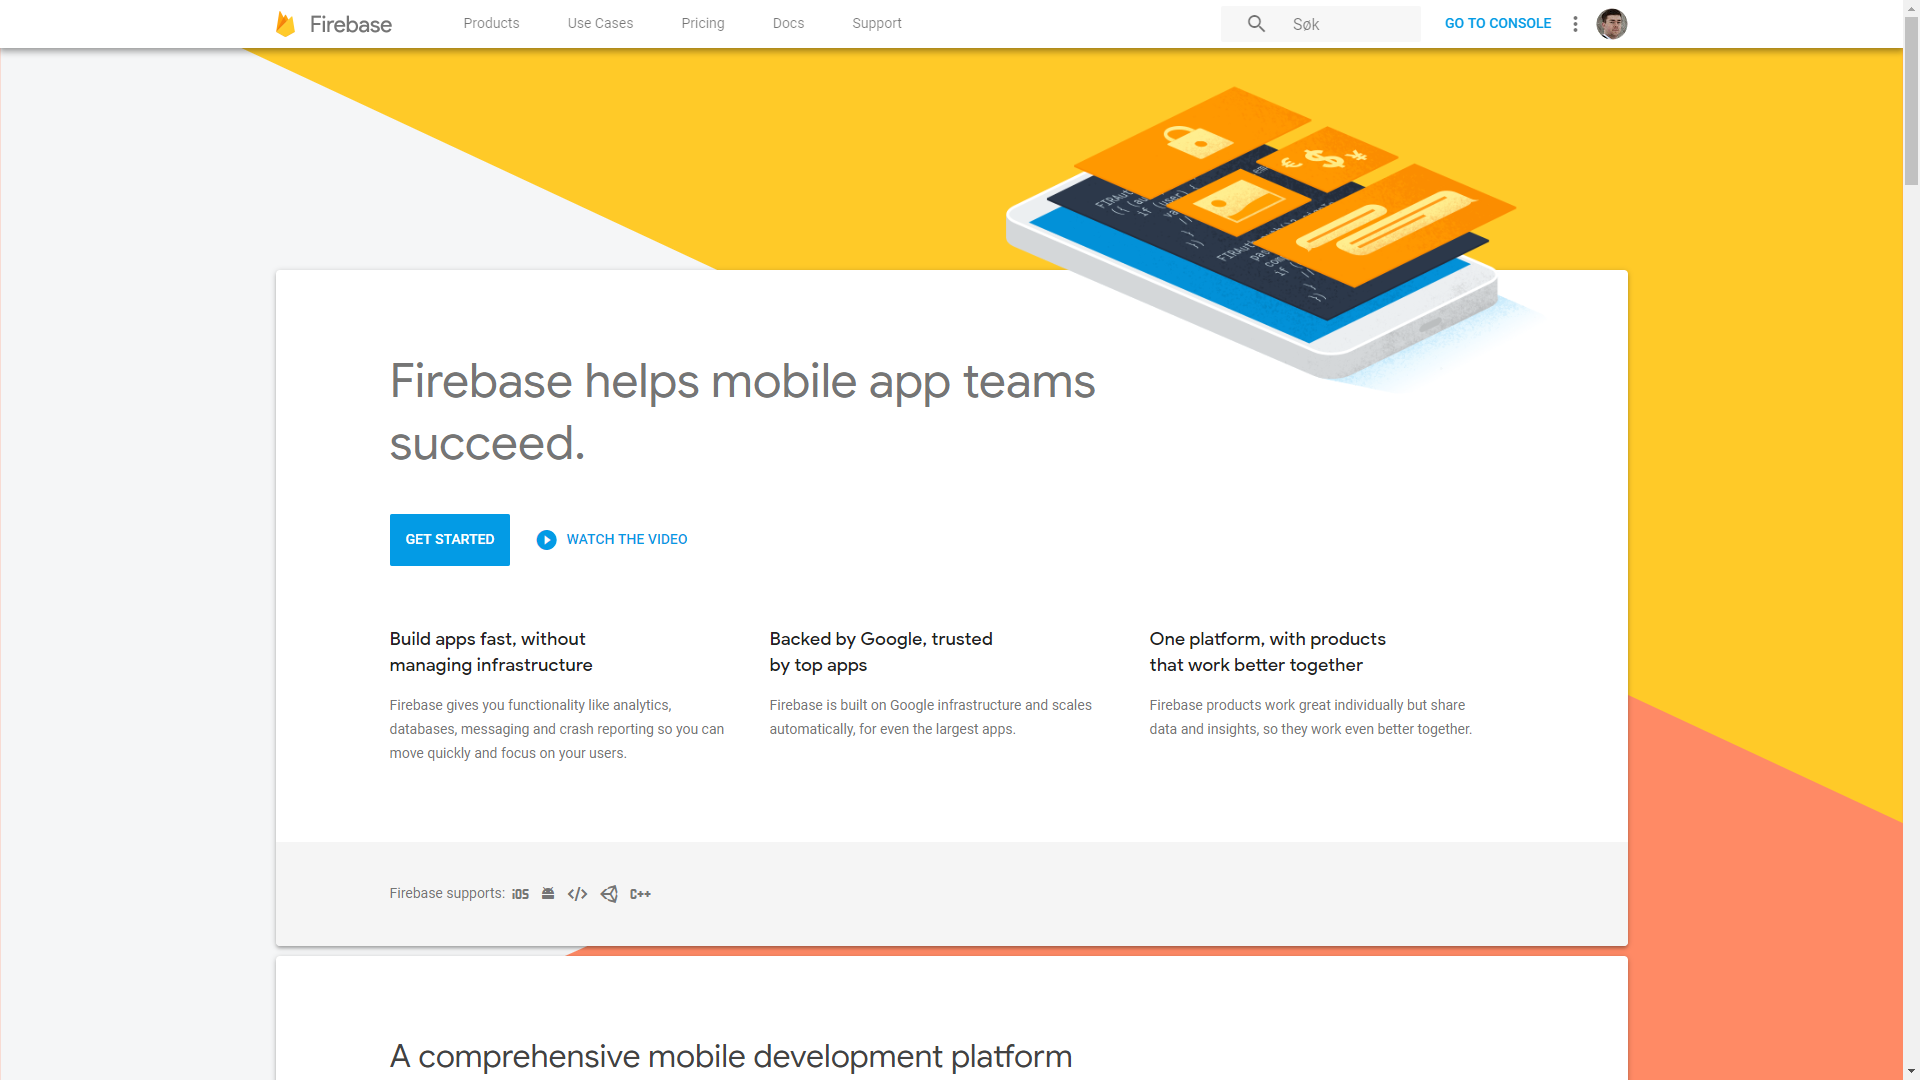 Firebase
Products
Use Cases
Pricing
Docs
Support
Søk
GO TO CONSOLE
if (user) {
//
}
})
FIRAuth
if (
//
}
})
Firebase helps mobile app teams
succeed.
GET STARTED
WATCH THE VIDEO
Build apps fast, without
managing infrastructure
Firebase gives you functionality like analytics,
databases, messaging and crash reporting so you can
move quickly and focus on your users.
Backed by Google, trusted
by top apps
Firebase is built on Google infrastructure and scales
automatically, for even the largest apps.
One platform, with products
that work better together
Firebase products work great individually but share
data and insights, so they work even better together.
Firebase supports: iOS </> C++
A comprehensive mobile development platform